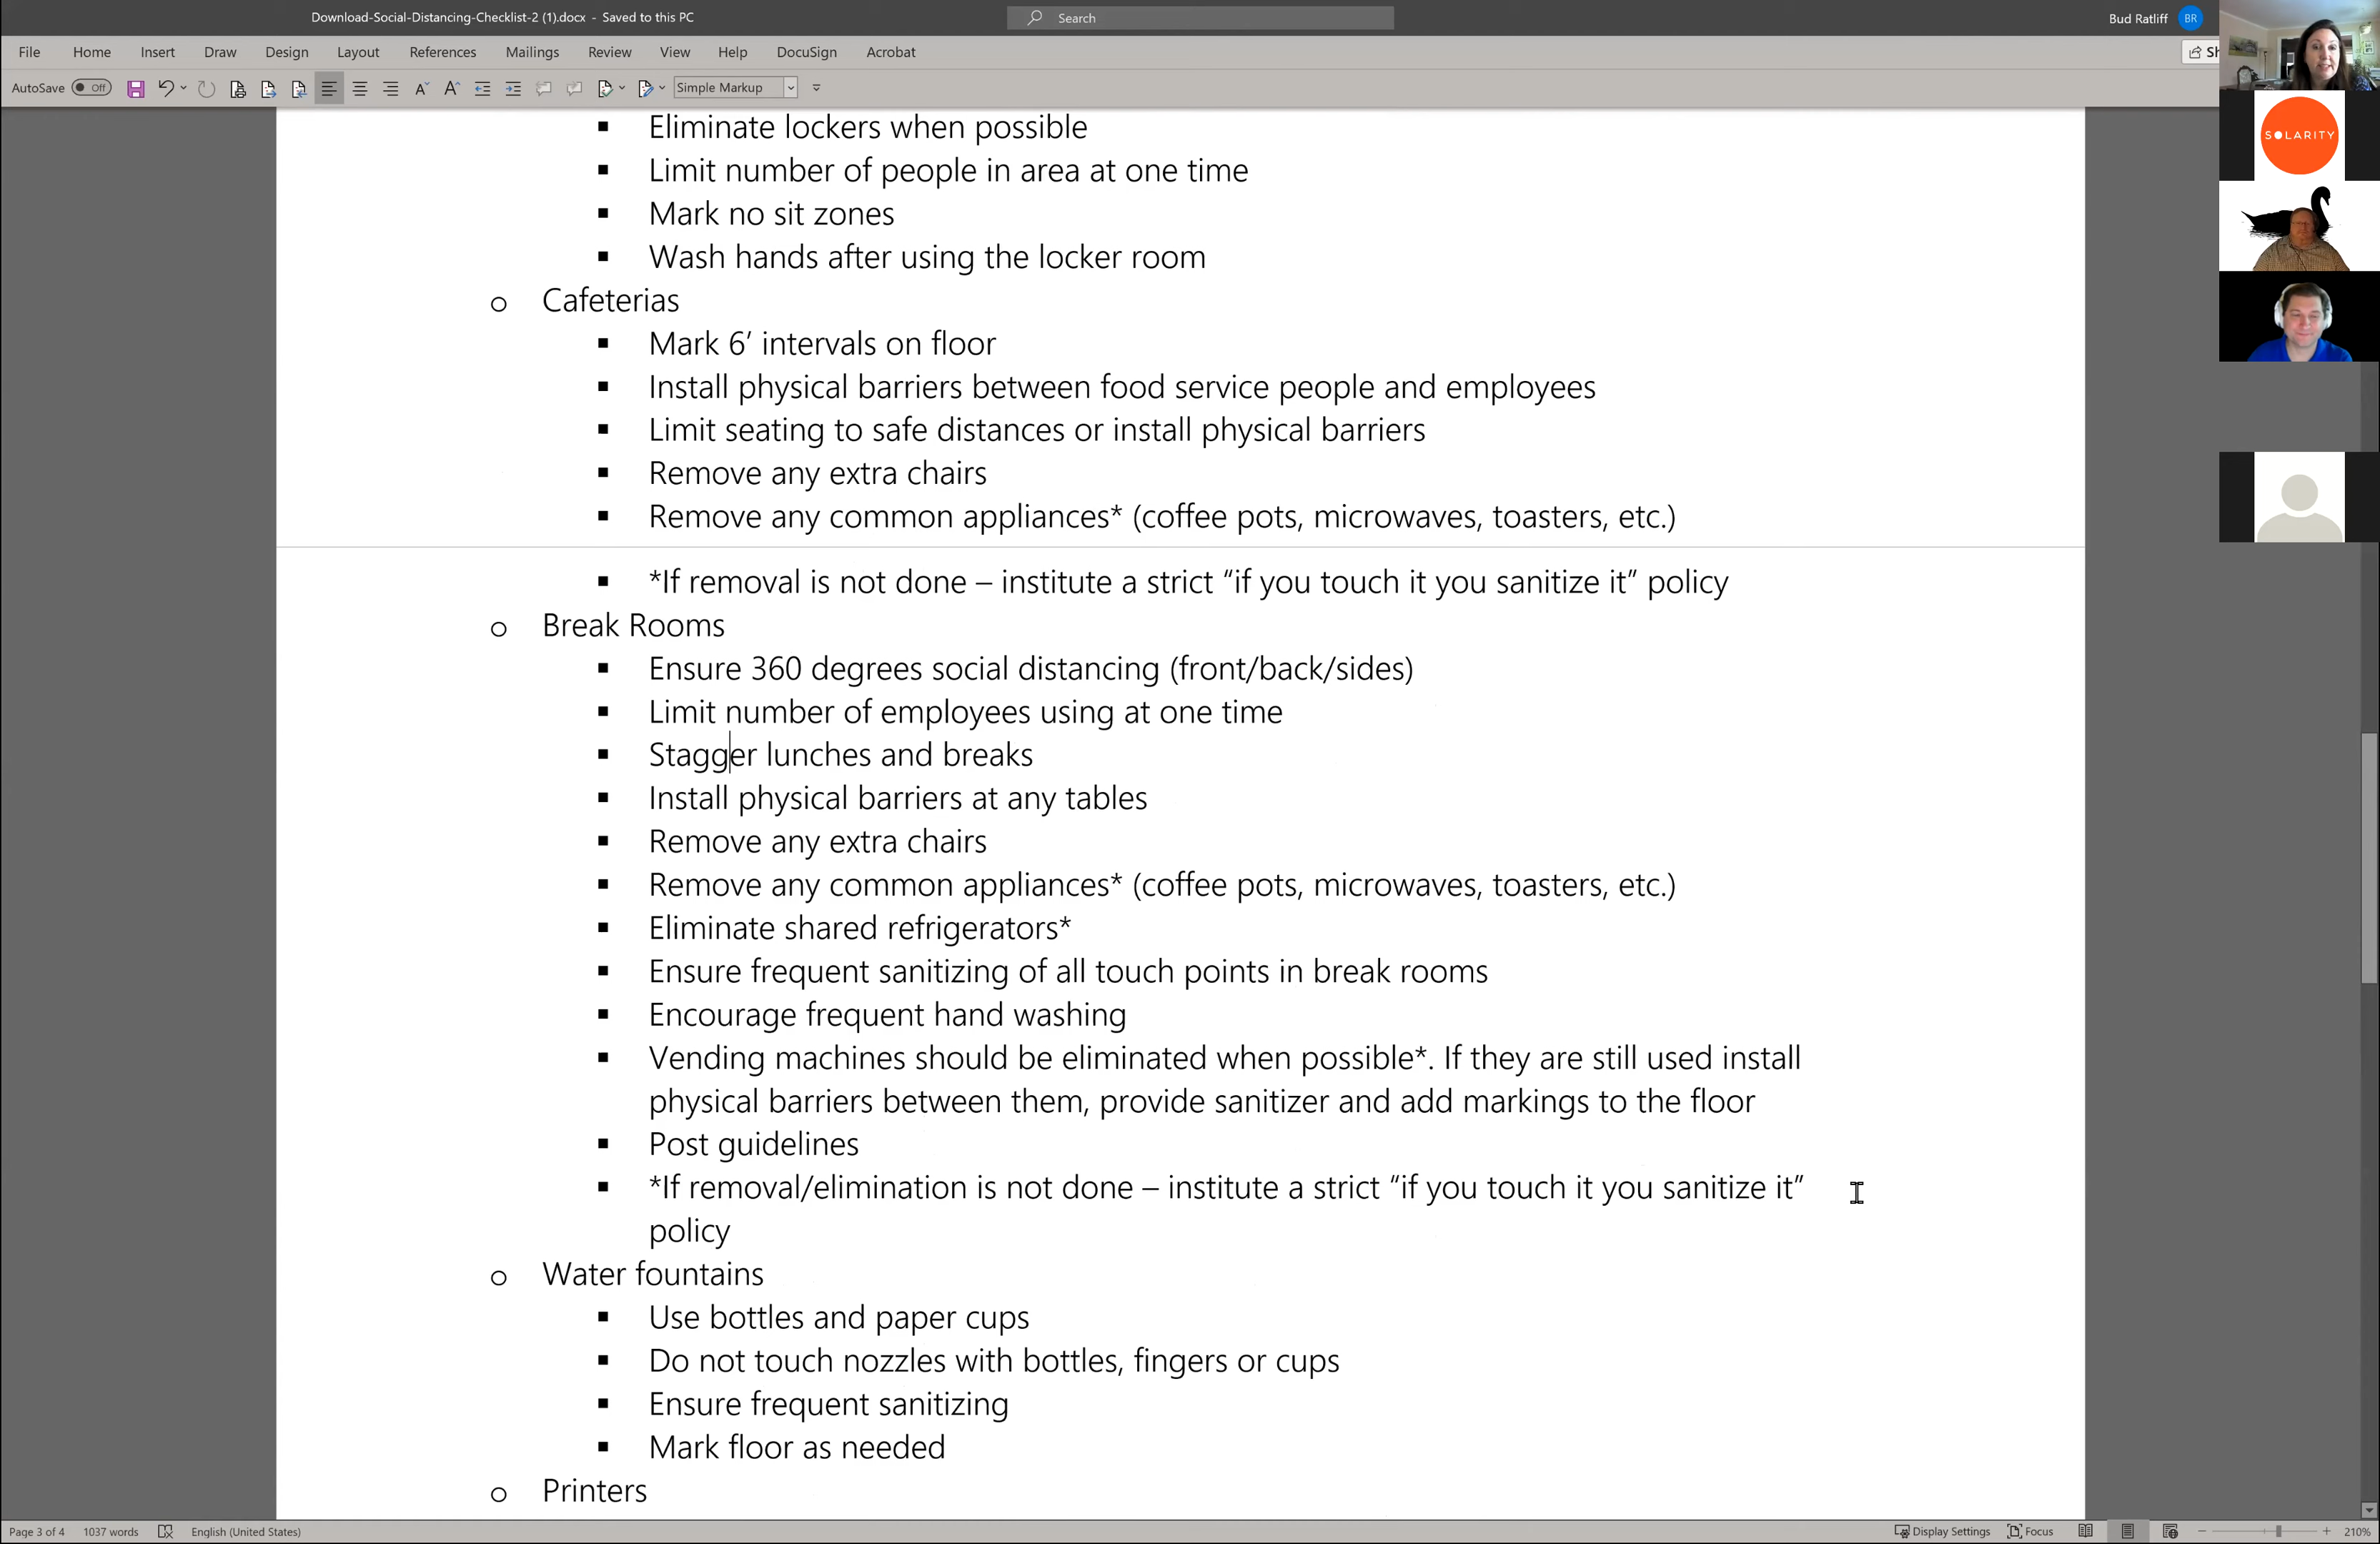 Download-Social-Distancing-Checklist-2 (1).docx - Saved to this PC
Search
Bud Ratliff BR
File Home Insert Draw Design Layout References Mailings Review View Help DocuSign Acrobat
Sh
AutoSave Off
Simple Markup
SOLARITY
▪ Eliminate lockers when possible
▪ Limit number of people in area at one time
▪ Mark no sit zones
▪ Wash hands after using the locker room
o Cafeterias
▪ Mark 6’ intervals on floor
▪ Install physical barriers between food service people and employees
▪ Limit seating to safe distances or install physical barriers
▪ Remove any extra chairs
▪ Remove any common appliances* (coffee pots, microwaves, toasters, etc.)
▪ *If removal is not done – institute a strict “if you touch it you sanitize it” policy
o Break Rooms
▪ Ensure 360 degrees social distancing (front/back/sides)
▪ Limit number of employees using at one time
▪ Stagger lunches and breaks
▪ Install physical barriers at any tables
▪ Remove any extra chairs
▪ Remove any common appliances* (coffee pots, microwaves, toasters, etc.)
▪ Eliminate shared refrigerators*
▪ Ensure frequent sanitizing of all touch points in break rooms
▪ Encourage frequent hand washing
▪ Vending machines should be eliminated when possible*. If they are still used install
physical barriers between them, provide sanitizer and add markings to the floor
▪ Post guidelines
▪ *If removal/elimination is not done – institute a strict “if you touch it you sanitize it”
policy
o Water fountains
▪ Use bottles and paper cups
▪ Do not touch nozzles with bottles, fingers or cups
▪ Ensure frequent sanitizing
▪ Mark floor as needed
o Printers
Page 3 of 4 1037 words English (United States)
Display Settings Focus 210%